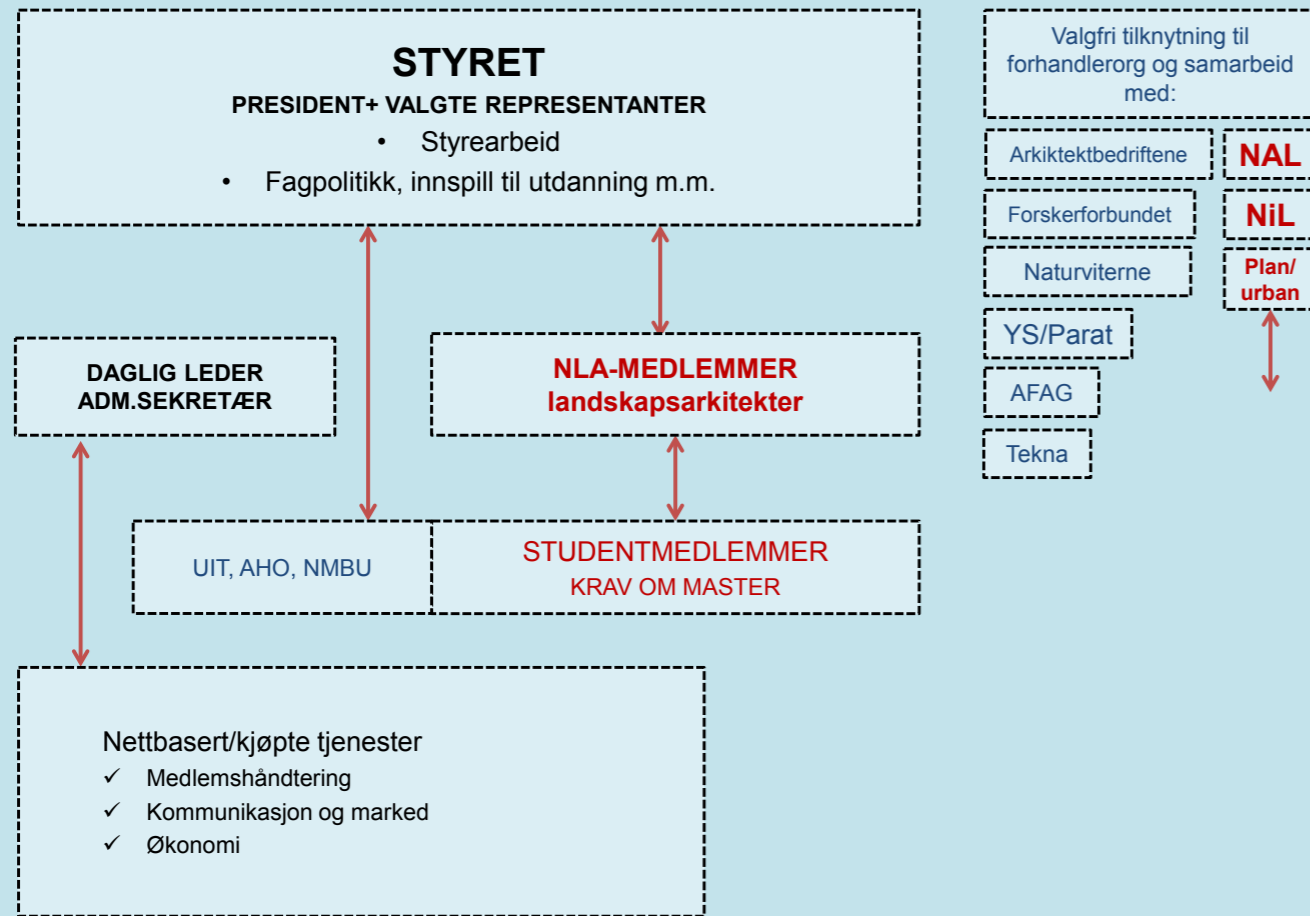 STYRET
PRESIDENT+ VALGTE REPRESENTANTER
• Styrearbeid
• Fagpolitikk, innspill til utdanning m.m.
DAGLIG LEDER
ADM.SEKRETÆR
NLA-MEDLEMMER
landskapsarkitekter
UIT, AHO, NMBU
STUDENTMEDLEMMER
KRAV OM MASTER
Nettbasert/kjøpte tjenester
✓ Medlemshåndtering
✓ Kommunikasjon og marked
✓ Økonomi
Valgfri tilknytning til
forhandlerorg og samarbeid
med:
Arkiktektbedriftene
NAL
Forskerforbundet
NiL
Naturviterne
Plan/
urban
YS/Parat
AFAG
Tekna